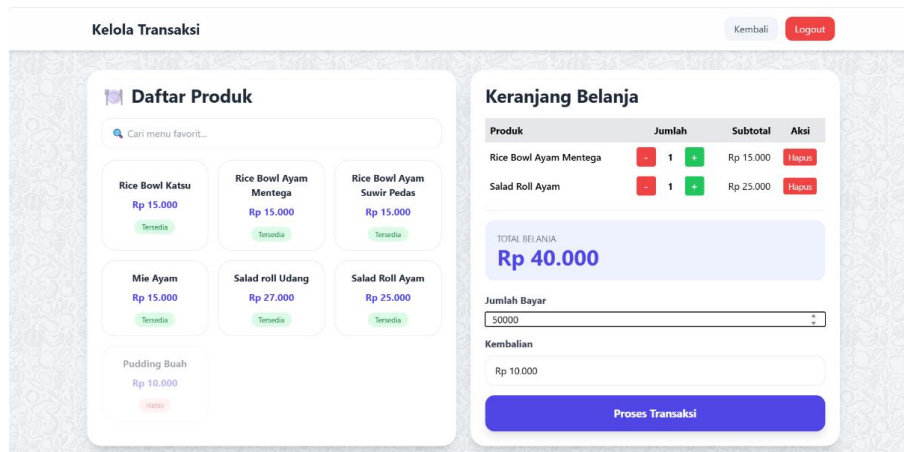 Kelola Transaksi
Kembali
Logout
Daftar Produk
Cari menu favorit...
Rice Bowl Katsu
Rp 15.000
Tersedia
Rice Bowl Ayam
Mentega
Rp 15.000
Tersedia
Rice Bowl Ayam
Suwir Pedas
Rp 15.000
Tersedia
Mie Ayam
Rp 15.000
Tersedia
Salad roll Udang
Rp 27.000
Tersedia
Salad Roll Ayam
Rp 25.000
Tersedia
Pudding Buah
Rp 10.000
Keranjang Belanja
Produk Jumlah Subtotal Aksi
Rice Bowl Ayam Mentega - 1 + Rp 15.000 Hapus
Salad Roll Ayam - 1 + Rp 25.000 Hapus
TOTAL BELANJA
Rp 40.000
Jumlah Bayar
50000
Kembalian
Rp 10.000
Proses Transaksi